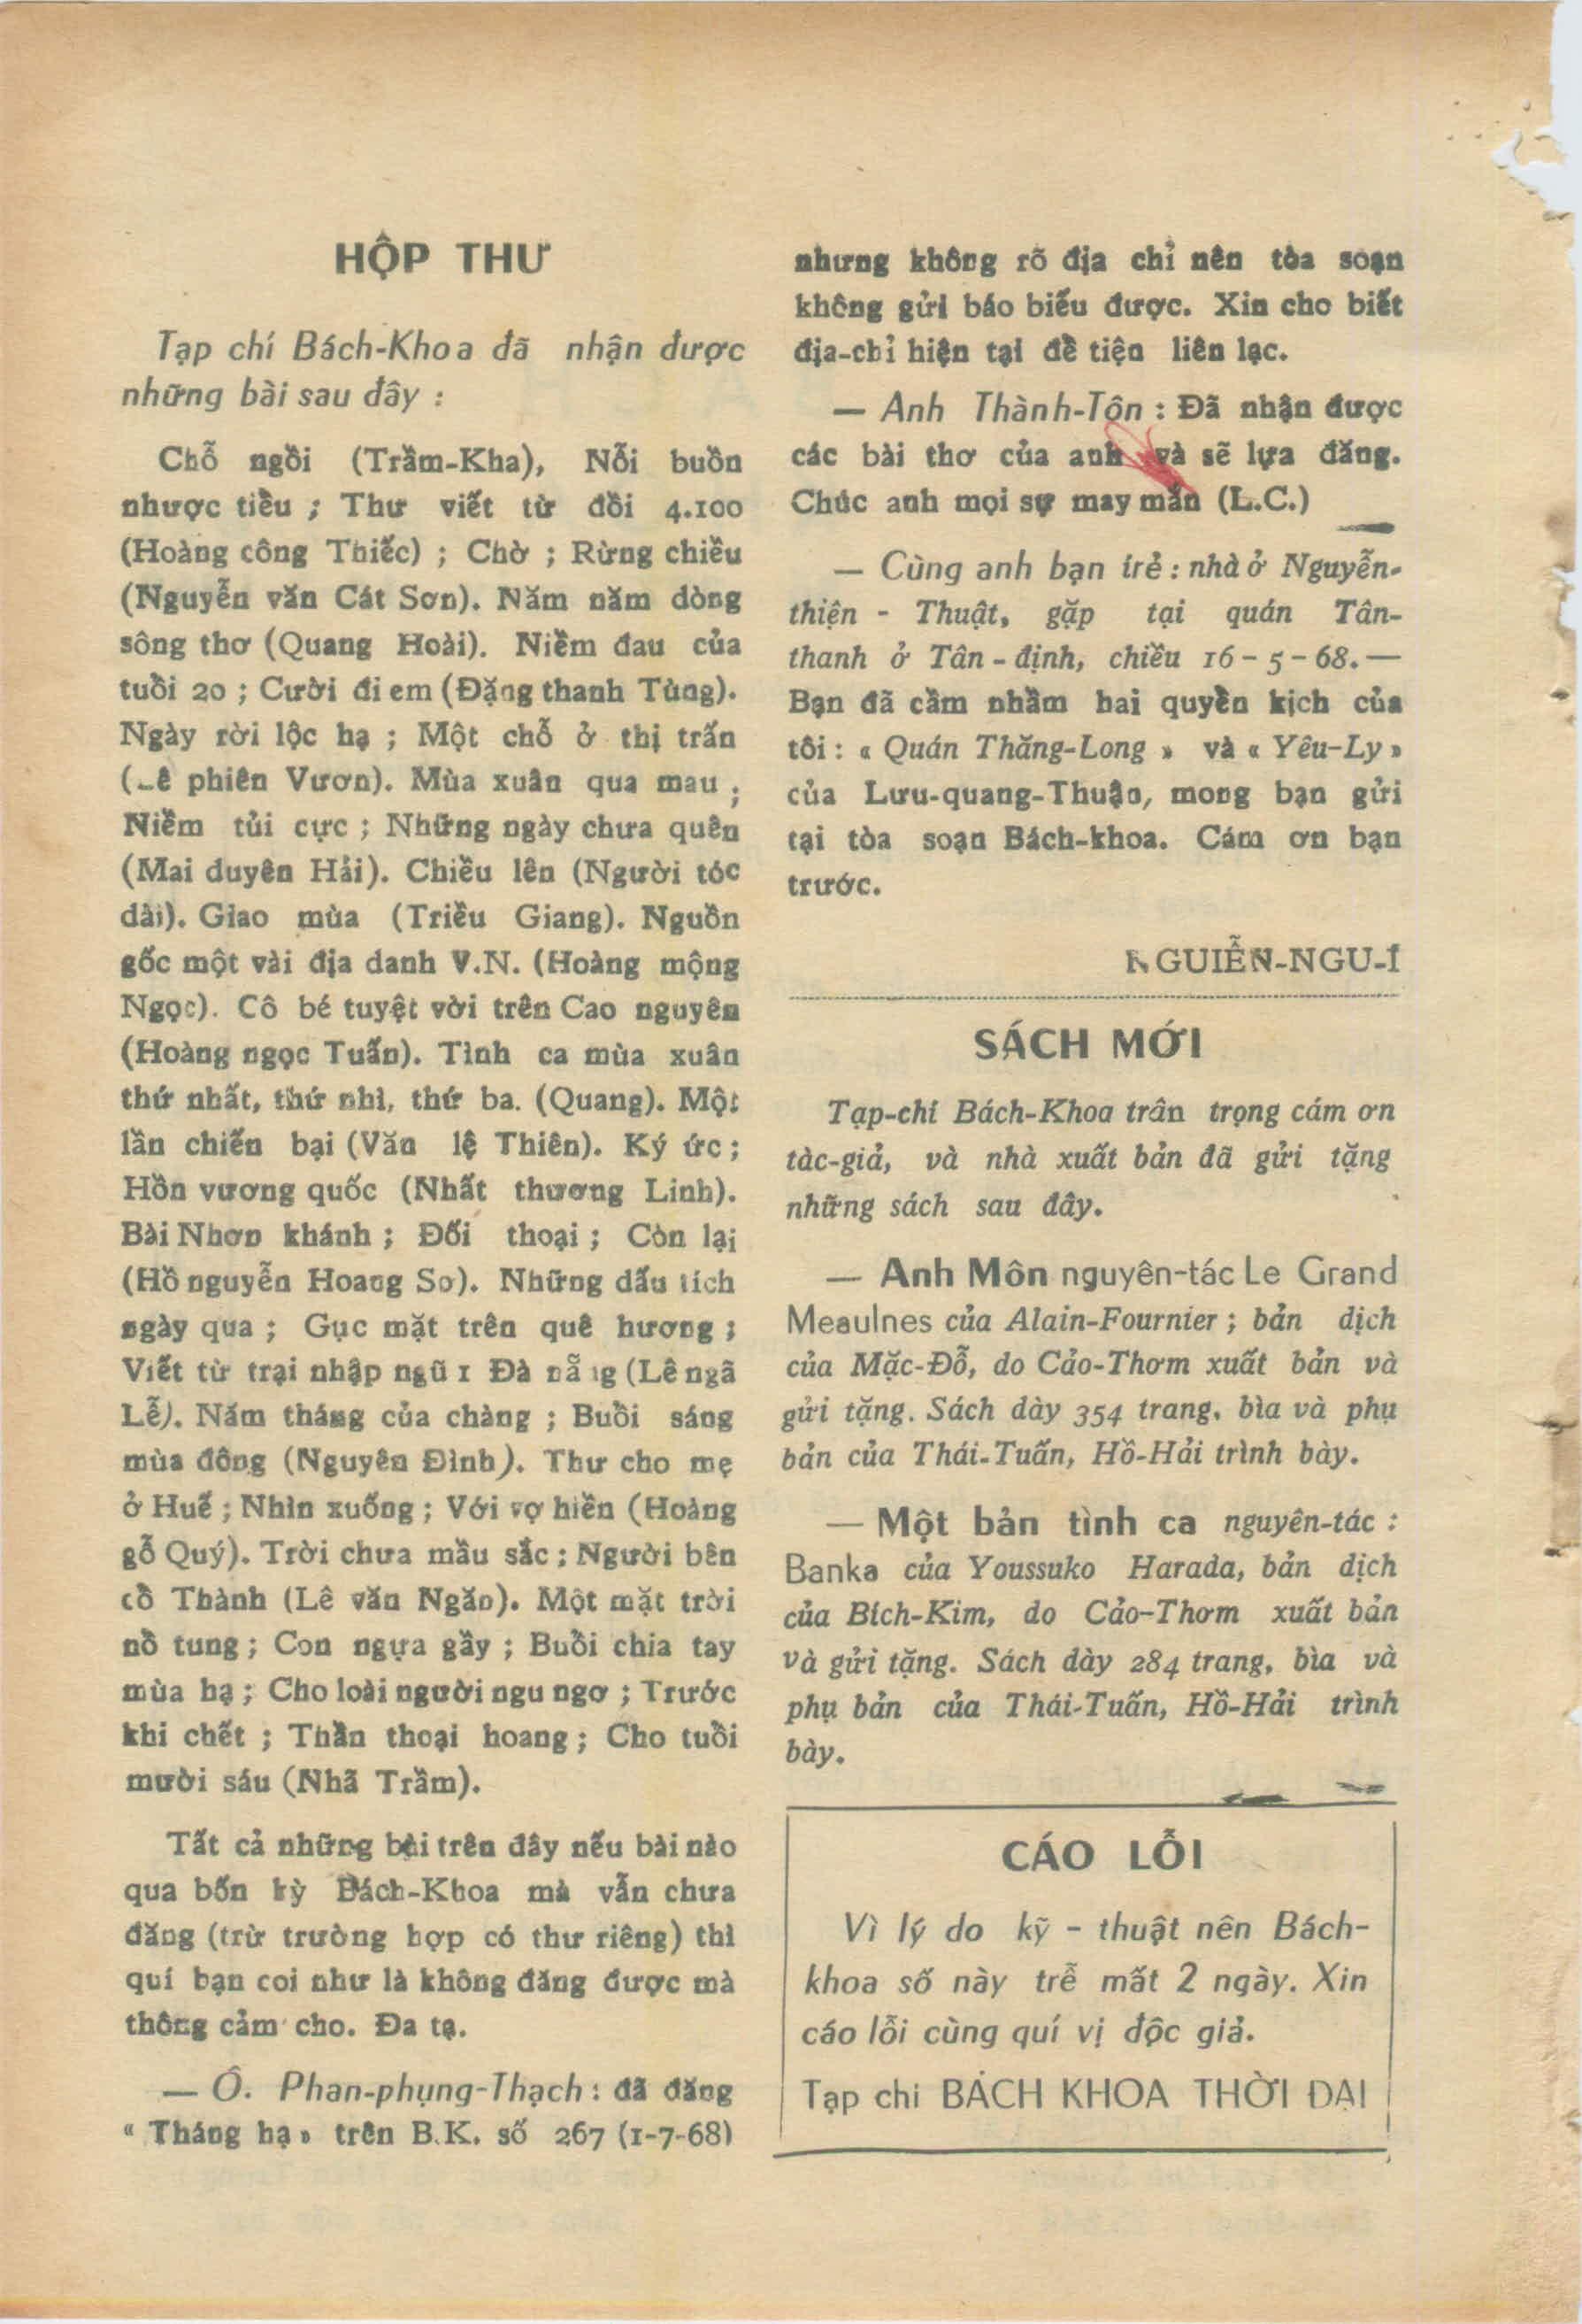 HỘP THƯ
Tạp chí Bách-Khoa đã nhận được
những bài sau đây :
Chỗ ngồi (Trầm-Kha), Nỗi buồn
nhược tiểu ; Thư viết từ đồi 4.100
(Hoàng công Thiếc) ; Chờ ; Rừng chiều
(Nguyễn văn Cát Sơn). Năm năm dòng
sông thơ (Quang Hoài). Niềm đau của
tuổi 20 ; Cười đi em (Đặng thanh Tùng).
Ngày rời lộc hạ ; Một chỗ ở thị trấn
(Lê phiên Vươn). Mùa xuân qua mau ;
Niềm tủi cực ; Những ngày chưa quên
(Mai duyên Hải). Chiều lên (Người tóc
dài). Giao mùa (Triều Giang). Nguồn
gốc một vài địa danh V.N. (Hoàng mộng
Ngọc). Cô bé tuyệt vời trên Cao nguyên
(Hoàng ngọc Tuấn). Tình ca mùa xuân
thứ nhất, thứ nhì, thứ ba. (Quang). Một
lần chiến bại (Văn lệ Thiên). Ký ức ;
Hồn vương quốc (Nhất thương Linh).
Bài Nhơn khánh ; Đối thoại ; Còn lại
(Hồ nguyễn Hoang Sơ). Những dấu tích
ngày qua ; Gục mặt trên quê hương ;
Viết từ trại nhập ngũ 1 Đà nẵng (Lê ngã
Lễ). Năm tháng của chàng ; Buổi sáng
mùa đông (Nguyên Đình). Thư cho mẹ
ở Huế ; Nhìn xuống ; Với vợ hiền (Hoàng
gỗ Quý). Trời chưa mầu sắc ; Người bên
cổ Thành (Lê văn Ngăn). Một mặt trời
nổ tung ; Con ngựa gầy ; Buổi chia tay
mùa hạ ; Cho loài người ngu ngơ ; Trước
khi chết ; Thần thoại hoang ; Cho tuổi
mười sáu (Nhã Trầm).
Tất cả những bài trên đây nếu bài nào
qua bốn kỳ Bách-Khoa mà vẫn chưa
đăng (trừ trường hợp có thư riêng) thì
quí bạn coi như là không đăng được mà
thông cảm cho. Đa tạ.
— Ô. Phan-phụng-Thạch : đã đăng
« Tháng hạ » trên B.K. số 267 (1-7-68)
nhưng không rõ địa chỉ nên tòa soạn
không gửi báo biếu được. Xin cho biết
địa-chỉ hiện tại để tiện liên lạc.
— Anh Thành-Tôn : Đã nhận được
các bài thơ của anh và sẽ lựa đăng.
Chúc anh mọi sự may mắn (L.C.)
— Cùng anh bạn trẻ : nhà ở Nguyễn-
thiện - Thuật, gặp tại quán Tân-
thanh ở Tân - định, chiều 16 - 5 - 68. —
Bạn đã cầm nhầm hai quyển kịch của
tôi : « Quán Thăng-Long » và « Yêu-Ly »
của Lưu-quang-Thuận, mong bạn gửi
tại tòa soạn Bách-khoa. Cám ơn bạn
trước.
NGUIỄN-NGU-Í
SÁCH MỚI
Tạp-chí Bách-Khoa trân trọng cám ơn
tác-giả, và nhà xuất bản đã gửi tặng
những sách sau đây.
— Anh Môn nguyên-tác Le Grand
Meaulnes của Alain-Fournier ; bản dịch
của Mặc-Đỗ, do Cảo-Thơm xuất bản và
gửi tặng. Sách dày 354 trang, bìa và phụ
bản của Thái-Tuấn, Hồ-Hải trình bày.
— Một bản tình ca nguyên-tác :
Banka của Youssuko Harada, bản dịch
của Bích-Kim, do Cảo-Thơm xuất bản
và gửi tặng. Sách dày 284 trang, bìa và
phụ bản của Thái-Tuấn, Hồ-Hải trình
bày.
CÁO LỖI
Vì lý do kỹ - thuật nên Bách-
khoa số này trễ mất 2 ngày. Xin
cáo lỗi cùng quí vị độc giả.
Tạp chi BÁCH KHOA THỜI ĐẠI